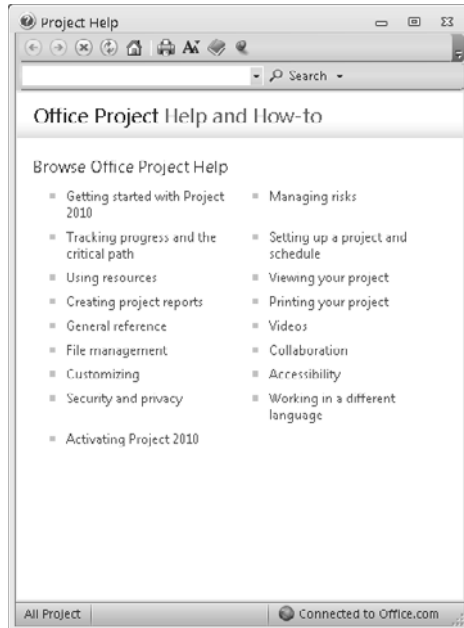 Project Help
Search
Office Project Help and How-to
Browse Office Project Help
Getting started with Project
2010
Managing risks
Tracking progress and the
critical path
Setting up a project and
schedule
Using resources
Viewing your project
Creating project reports
Printing your project
General reference
Videos
File management
Collaboration
Customizing
Accessibility
Security and privacy
Working in a different
language
Activating Project 2010
All Project
Connected to Office.com